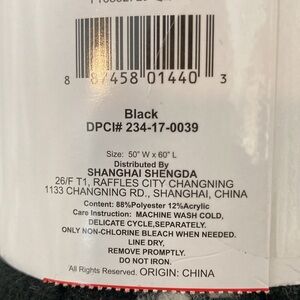 8 87458 01440 3
Black
DPCI# 234-17-0039
Size: 50" W x 60" L
Distributed By
SHANGHAI SHENGDA
26/F T1, RAFFLES CITY CHANGNING
1133 CHANGNING RD., SHANGHAI, CHINA
Content: 88%Polyester 12%Acrylic
Care Instruction: MACHINE WASH COLD,
DELICATE CYCLE,SEPARATELY.
ONLY NON-CHLORINE BLEACH WHEN NEEDED.
LINE DRY,
REMOVE PROMPTLY.
DO NOT IRON.
All Rights Reserved. ORIGIN: CHINA